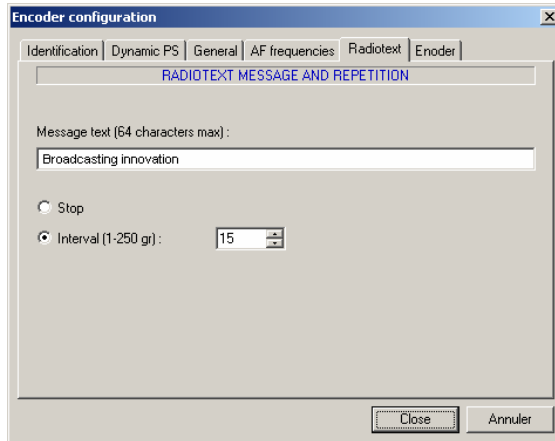 Encoder configuration
Identification Dynamic PS General AF frequencies Radiotext Enoder
RADIOTEXT MESSAGE AND REPETITION
Message text (64 characters max) :
Broadcasting innovation
Stop
Interval (1-250 gr) : 15
Close Annuler